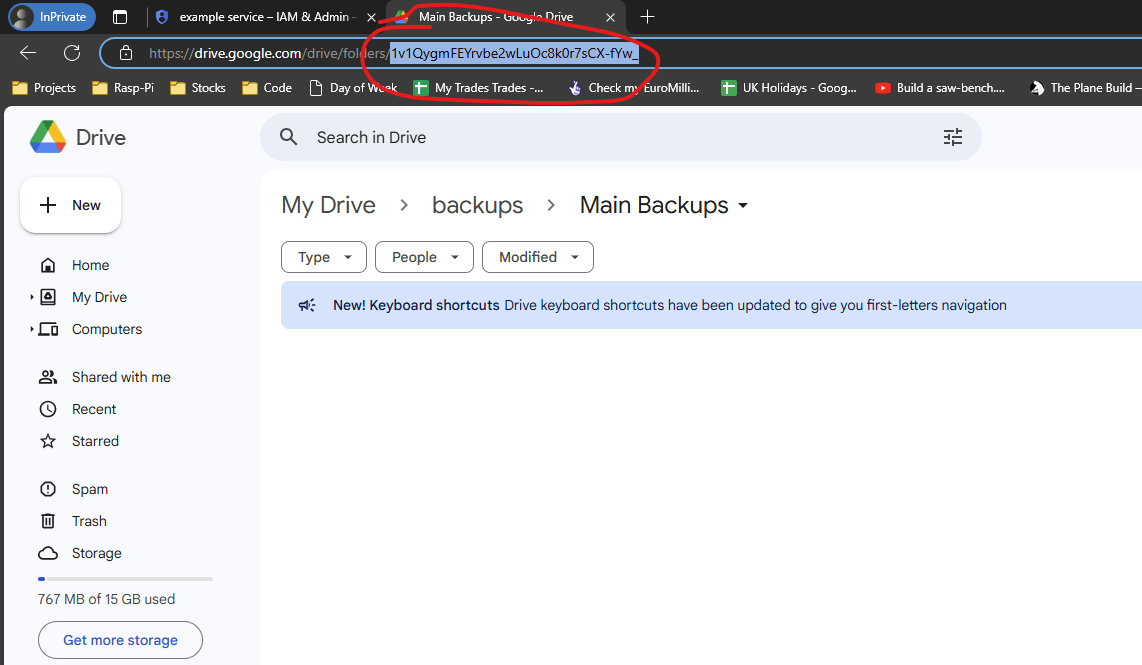 InPrivate
example service – IAM & Admin –
Main Backups - Google Drive
https://drive.google.com/drive/folders/1v1QygmFEYrvbe2wLuOc8k0r7sCX-fYw_
Projects
Rasp-Pi
Stocks
Code
Day of Week
My Trades Trades -...
Check my EuroMilli...
UK Holidays - Goog...
Build a saw-bench....
The Plane Build –
Drive
Search in Drive
New
My Drive > backups > Main Backups
Type
People
Modified
New! Keyboard shortcuts Drive keyboard shortcuts have been updated to give you first-letters navigation
Home
My Drive
Computers
Shared with me
Recent
Starred
Spam
Trash
Storage
767 MB of 15 GB used
Get more storage